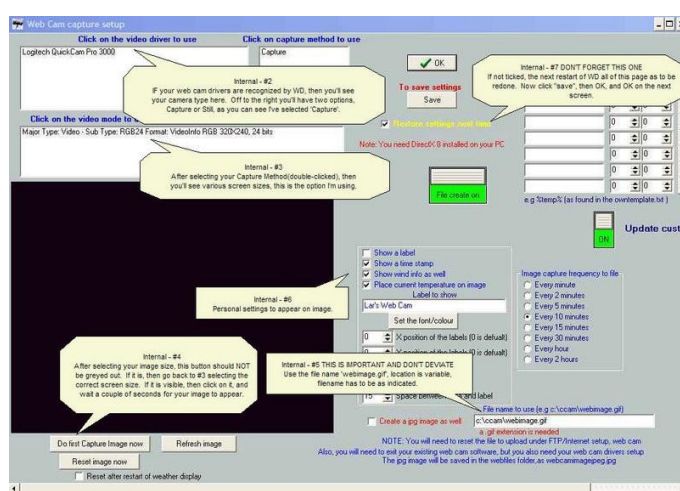 Web Cam capture setup
Click on the video driver to use
Click on capture method to use
Logitech QuickCam Pro 3000
Capture
OK
To save settings
Save
Restore settings next time
Note: You need DirectX 8 installed on your PC
Internal - #2
IF your web cam drivers are recognized by WD, then you'll see
your camera type here. Off to the right you'll have two options,
Capture or Still, as you can see I've selected 'Capture'.
Internal - #7 DON'T FORGET THIS ONE
If not ticked, the next restart of WD all of this page as to be
redone. Now click "save", then OK, and OK on the next
screen.
Click on the video mode to
Major Type: Video - Sub Type: RGB24 Format: VideoInfo RGB 320X240, 24 bits
Internal - #3
After selecting your Capture Method(double-clicked), then
you'll see various screen sizes, this is the option I'm using.
0 0
0 0
0 0
0 0
0 0
e.g %temp% (as found in the owntemplate.txt )
File create on
ON
Update cust
Show a label
Show a time stamp
Show wind info as well
Place current temperature on image
Label to show
Lar's Web Cam
Set the font/colour
0 X position of the labels (0 is defualt)
0 Y position of the labels (0 is defualt)
15 Space between and label
Internal - #6
Personal settings to appear on image.
Image capture frequency to file
Every minute
Every 2 minutes
Every 5 minutes
Every 10 minutes
Every 15 minutes
Every 30 minutes
Every hour
Every 2 hours
Internal - #4
After selecting your image size, this button should NOT
be greyed out. If it is, then go back to #3 selecting the
correct screen size. If it is visible, then click on it, and
wait a couple of seconds for your image to appear.
Internal - #5 THIS IS IMPORTANT AND DON'T DEVIATE
Use the file name 'webimage.gif', location is variable,
filename has to be as indicated.
File name to use (e.g c:\ccam\webimage.gif)
Create a jpg image as well
c:\ccam\webimage.gif
a .gif extension is needed
Do first Capture Image now
Refresh image
Reset image now
Reset after restart of weather display
NOTE: You will need to reset the file to upload under FTP/Internet setup, web cam
Also, you will need to exit your existing web cam software, but you also need your web cam drivers setup
The jpg image will be saved in the webfiles folder,as webcamimagejpeg.jpg